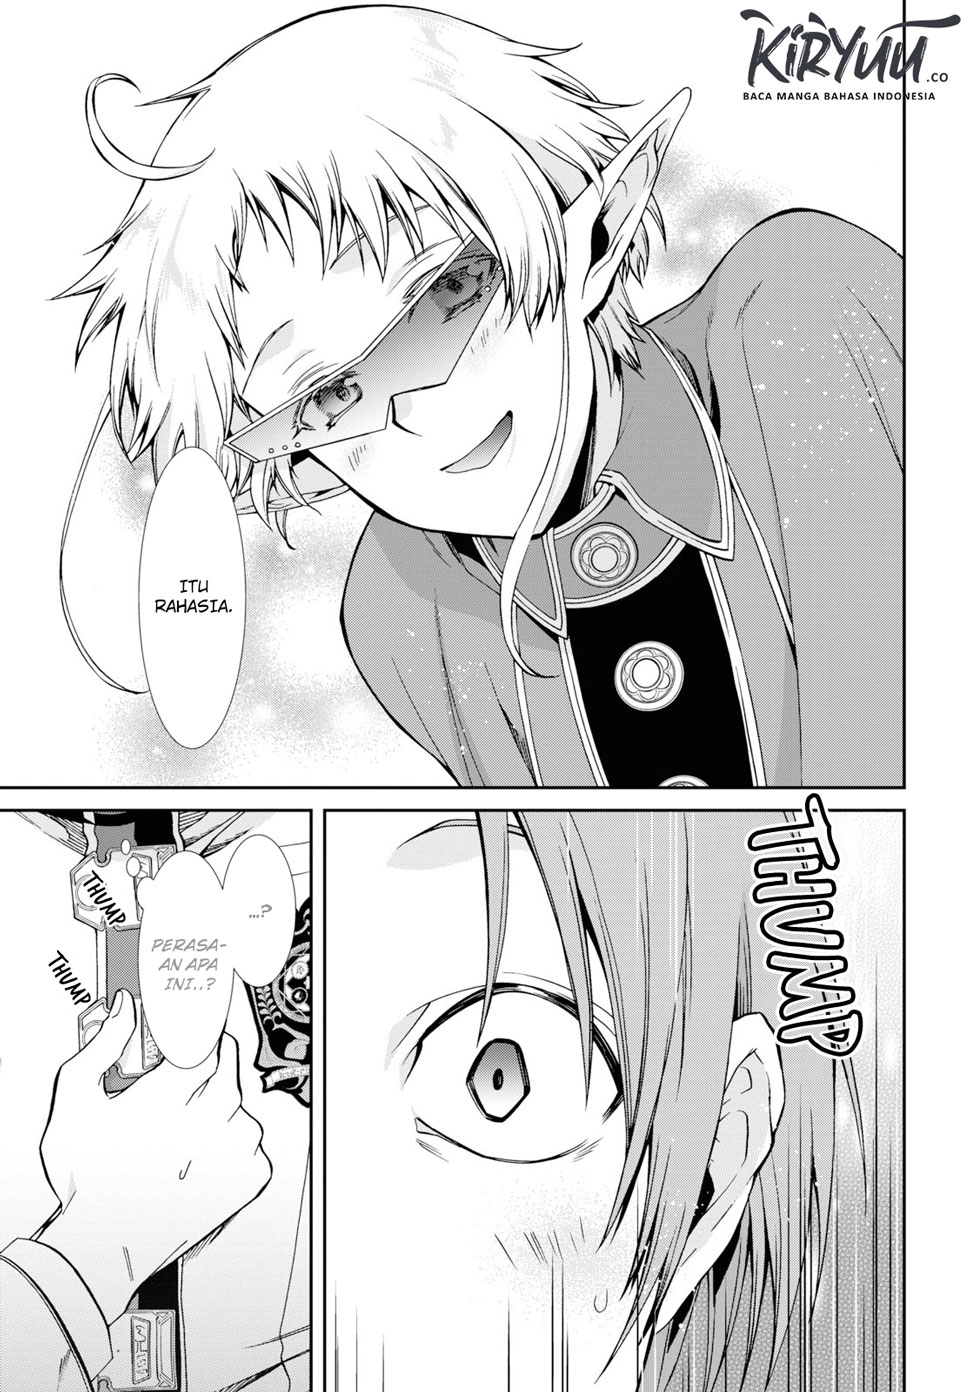 KIRYUU.CO
BACA MANGA BAHASA INDONESIA
ITU
RAHASIA.
THUMP
...?
PERASA-
AN APA
INI..?
THUMP
THUMP